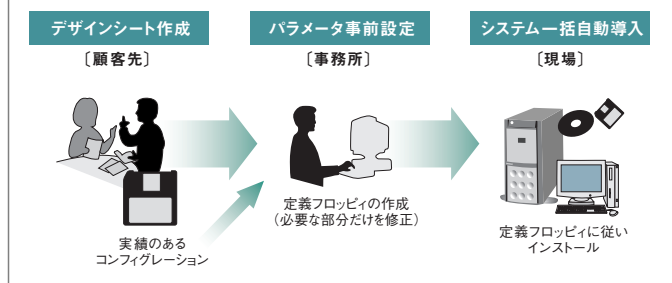 デザインシート作成
〔顧客先〕
実績のある
コンフィグレーション
パラメータ事前設定
〔事務所〕
定義フロッピィの作成
（必要な部分だけを修正）
システム一括自動導入
〔現場〕
定義フロッピィに従い
インストール